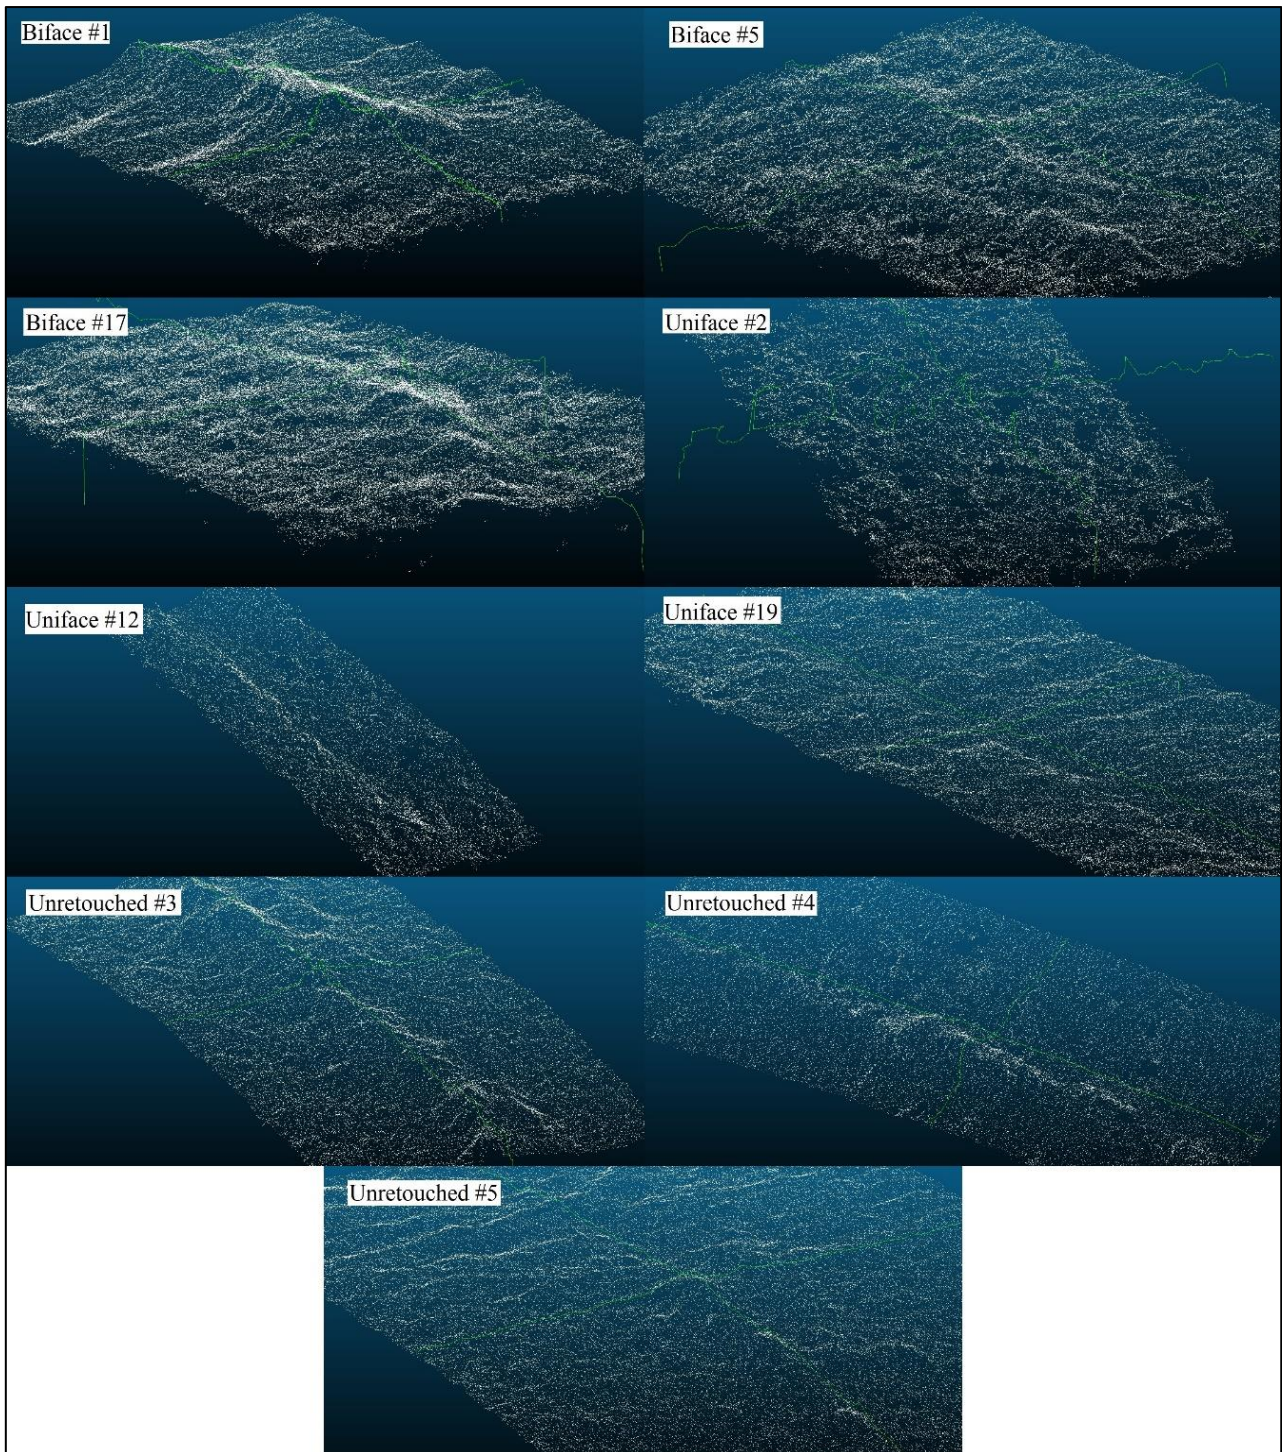 Biface #1
Biface #5
Biface #17
Uniface #2
Uniface #12
Uniface #19
Unretouched #3
Unretouched #4
Unretouched #5